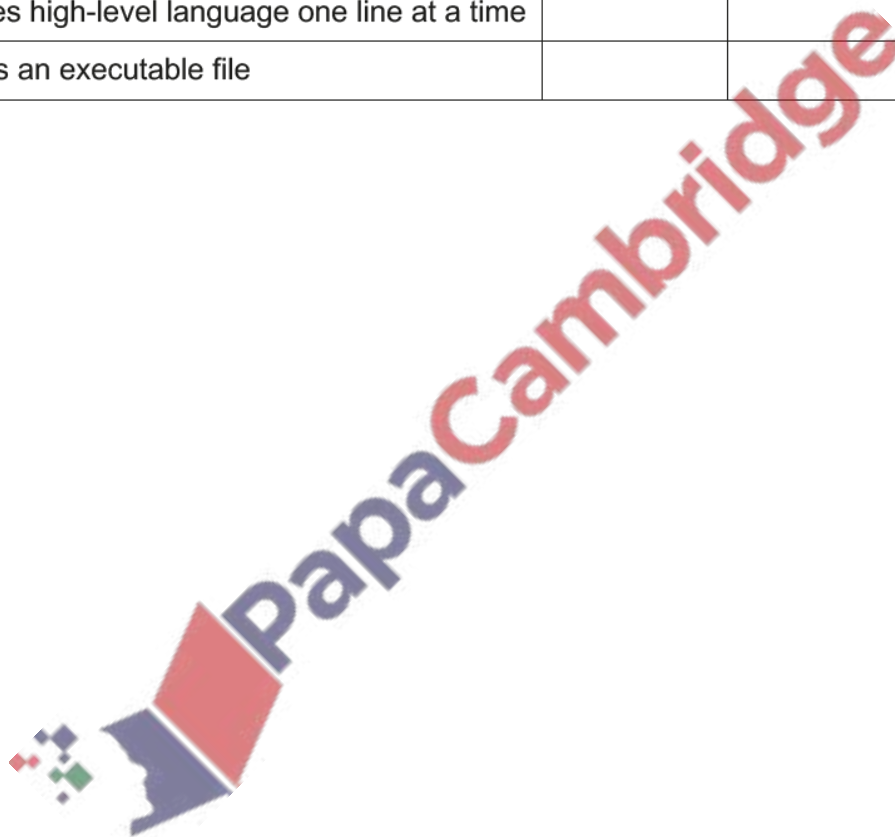 es high-level language one line at a time
s an executable file
PapaCambridge